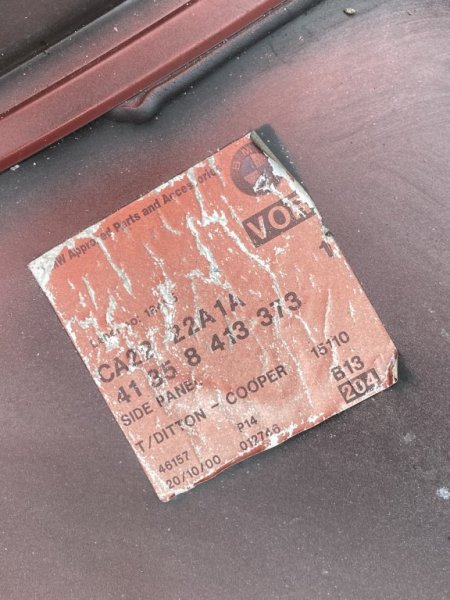 BMW Approved Parts and Accessories
VOR
CA22 22A1A
41 35 8 413 373
SIDE PANEL
T/DITTON - COOPER 15110
46157 P14 B13
20/10/00 012748 204